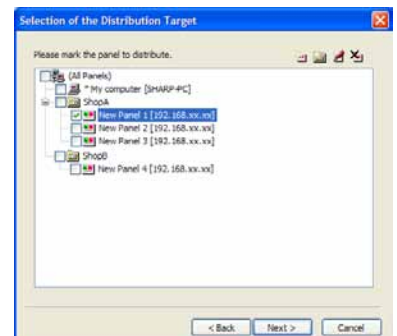 Selection of the Distribution Target
Please mark the panel to distribute.
(All Panels)
* My computer [SHARP-PC]
ShopA
New Panel 1 [192.168.xx.xx]
New Panel 2 [192.168.xx.xx]
New Panel 3 [192.168.xx.xx]
ShopB
New Panel 4 [192.168.xx.xx]
< Back Next > Cancel